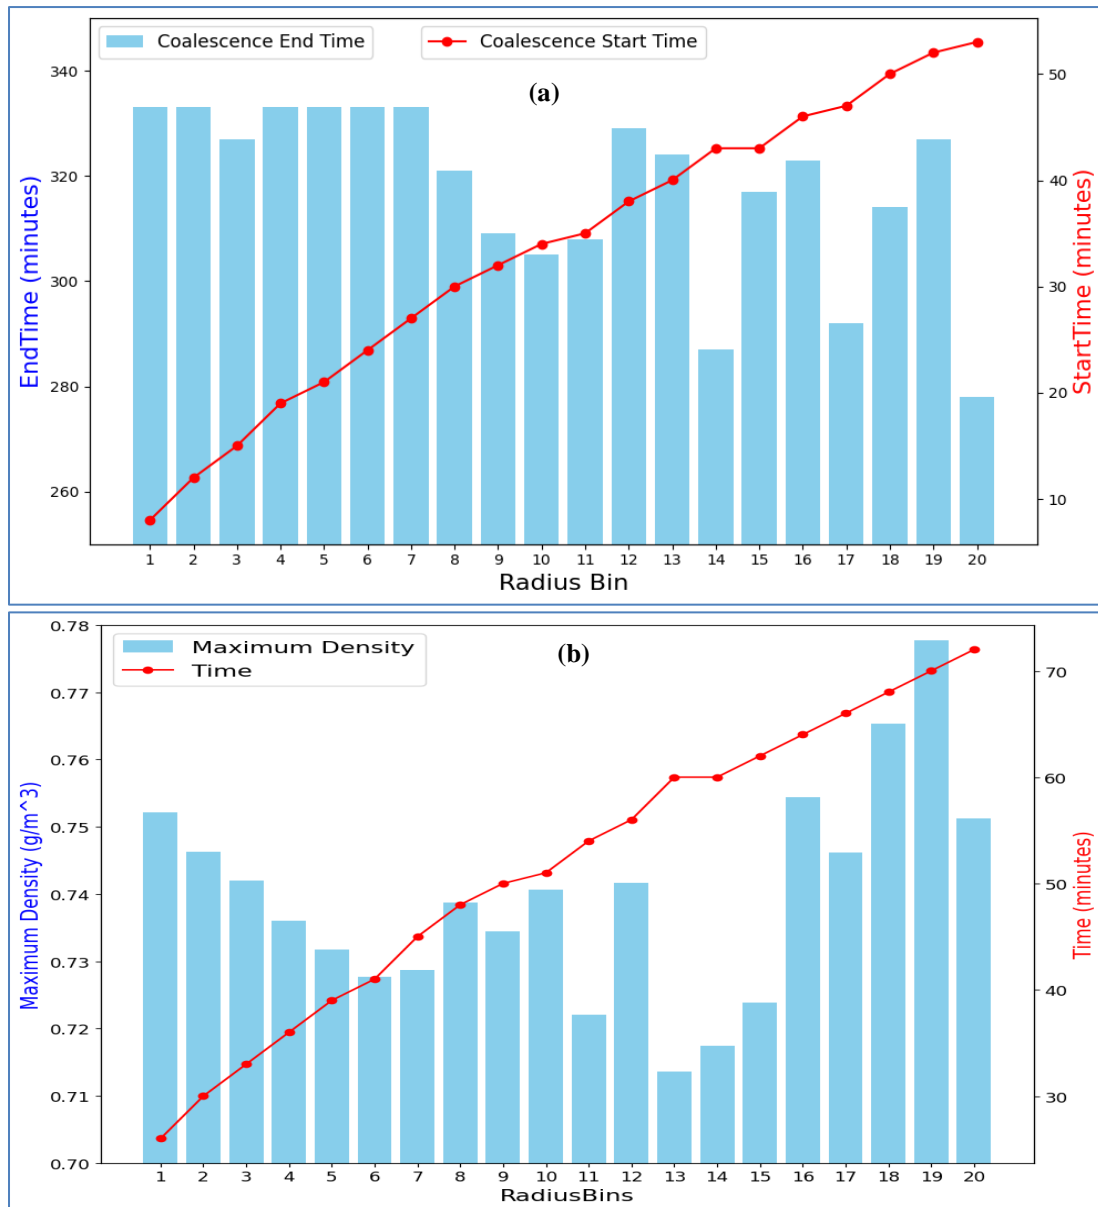 Coalescence End Time
Coalescence Start Time
(a)
340
320
300
280
260
EndTime (minutes)
50
40
30
20
10
StartTime (minutes)
1 2 3 4 5 6 7 8 9 10 11 12 13 14 15 16 17 18 19 20
Radius Bin
Maximum Density
Time
(b)
0.78
0.77
0.76
0.75
0.74
0.73
0.72
0.71
0.70
Maximum Density (g/m^3)
70
60
50
40
30
Time (minutes)
1 2 3 4 5 6 7 8 9 10 11 12 13 14 15 16 17 18 19 20
RadiusBins